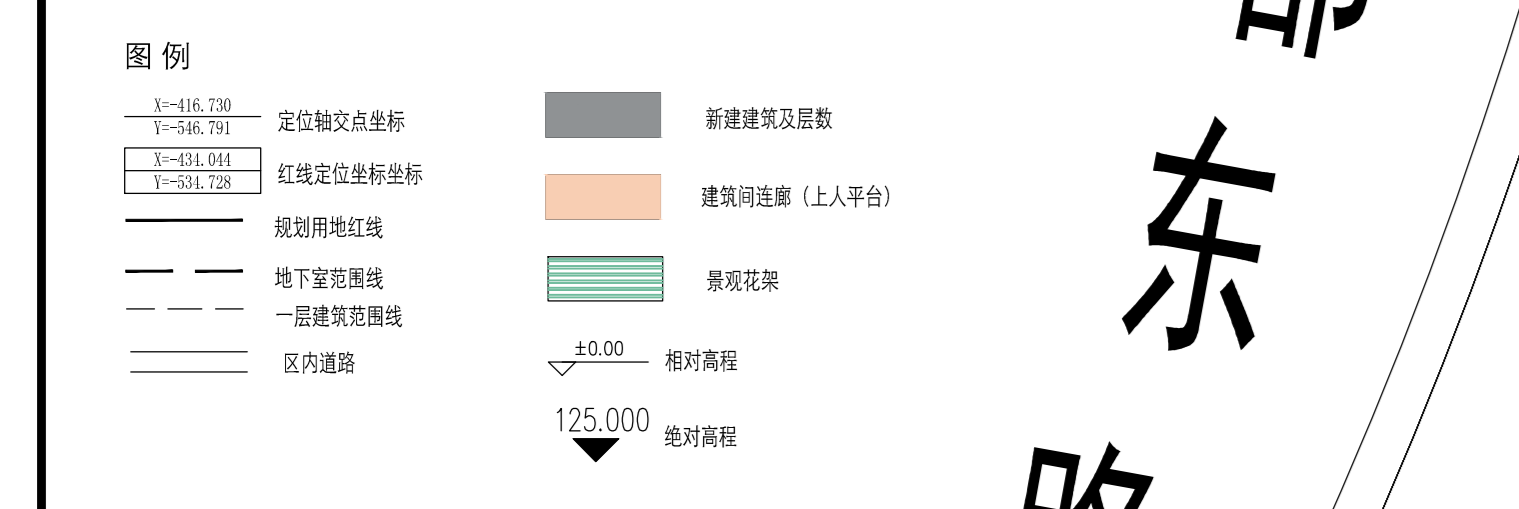 图 例
X=-416.730
Y=-546.791
定位轴交点坐标
X=-434.044
Y=-534.728
红线定位坐标坐标
规划用地红线
地下室范围线
一层建筑范围线
区内道路
新建建筑及层数
建筑间连廊（上人平台）
景观花架
±0.00
相对高程
125.000
绝对高程
东
路